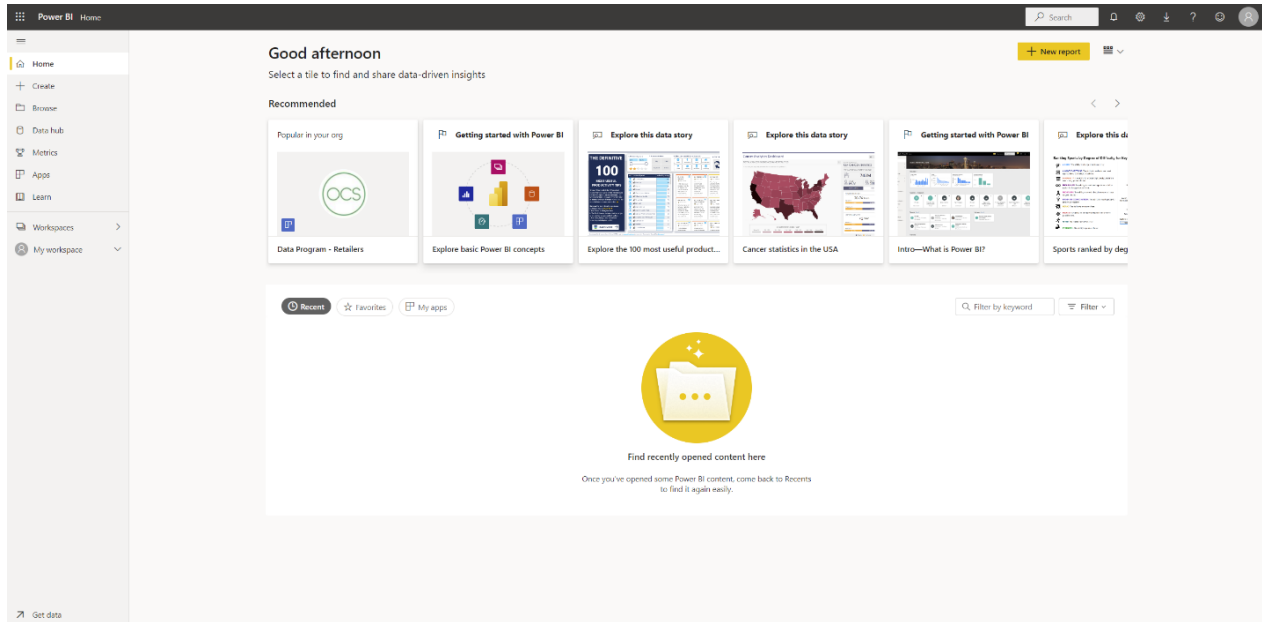 Power BI Home
Search
?
Home
Create
Browse
Data hub
Metrics
Apps
Learn
Workspaces
My workspace
Get data
Good afternoon
New report
Select a tile to find and share data-driven insights
Recommended
Popular in your org
OCS
Data Program - Retailers
Getting started with Power BI
Explore basic Power BI concepts
Explore this data story
THE DEFINITIVE
100
Explore the 100 most useful product...
Explore this data story
Cancer statistics in the USA
Getting started with Power BI
Intro—What is Power BI?
Explore this da
Sports ranked by deg
Recent
Favorites
My apps
Filter by keyword
Filter
Find recently opened content here
Once you've opened some Power BI content, come back to Recents
to find it again easily.